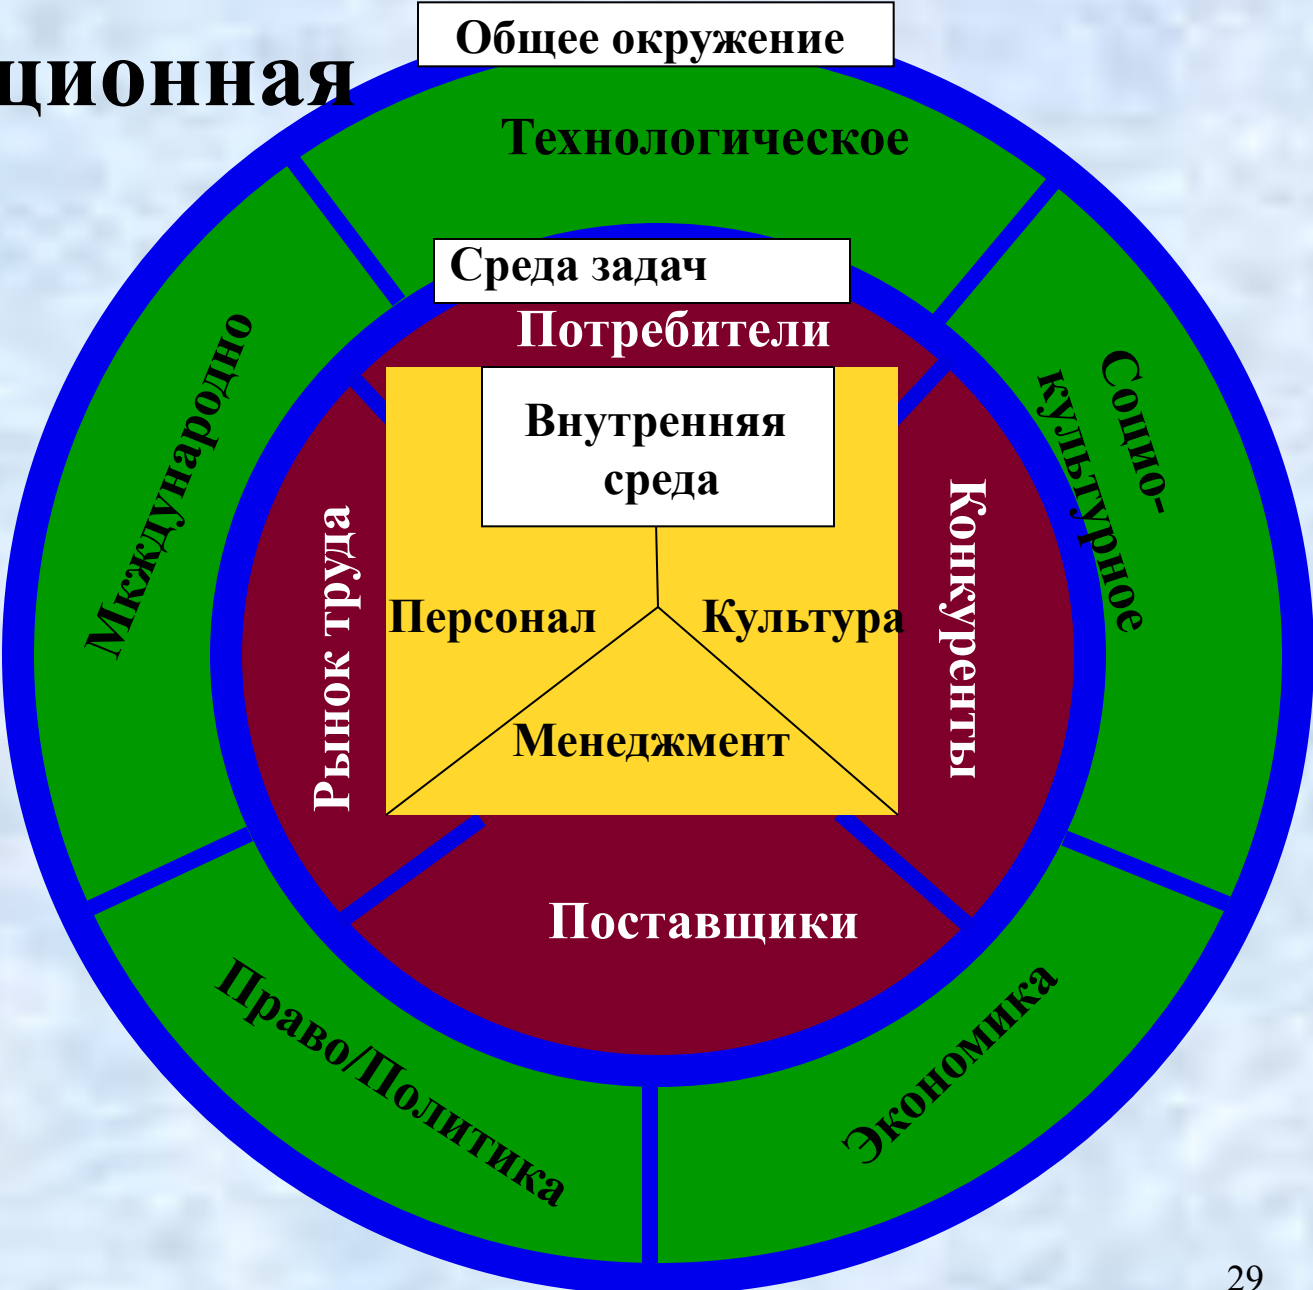 Общее окружение
ционная
Технологическое
Среда задач
Потребители
Внутренняя
среда
Мкждународно
Социо-
культурное
Рынок труда
Конкуренты
Персонал
Культура
Менеджмент
Поставщики
Право/Политика
Экономика
29